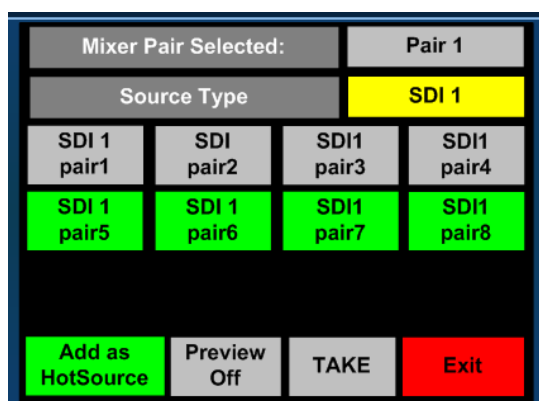 Mixer Pair Selected: Pair 1
Source Type SDI 1
SDI 1 SDI SDI1 SDI1
pair1 pair2 pair3 pair4
SDI 1 SDI 1 SDI1 SDI1
pair5 pair6 pair7 pair8
Add as Preview TAKE Exit
HotSource Off